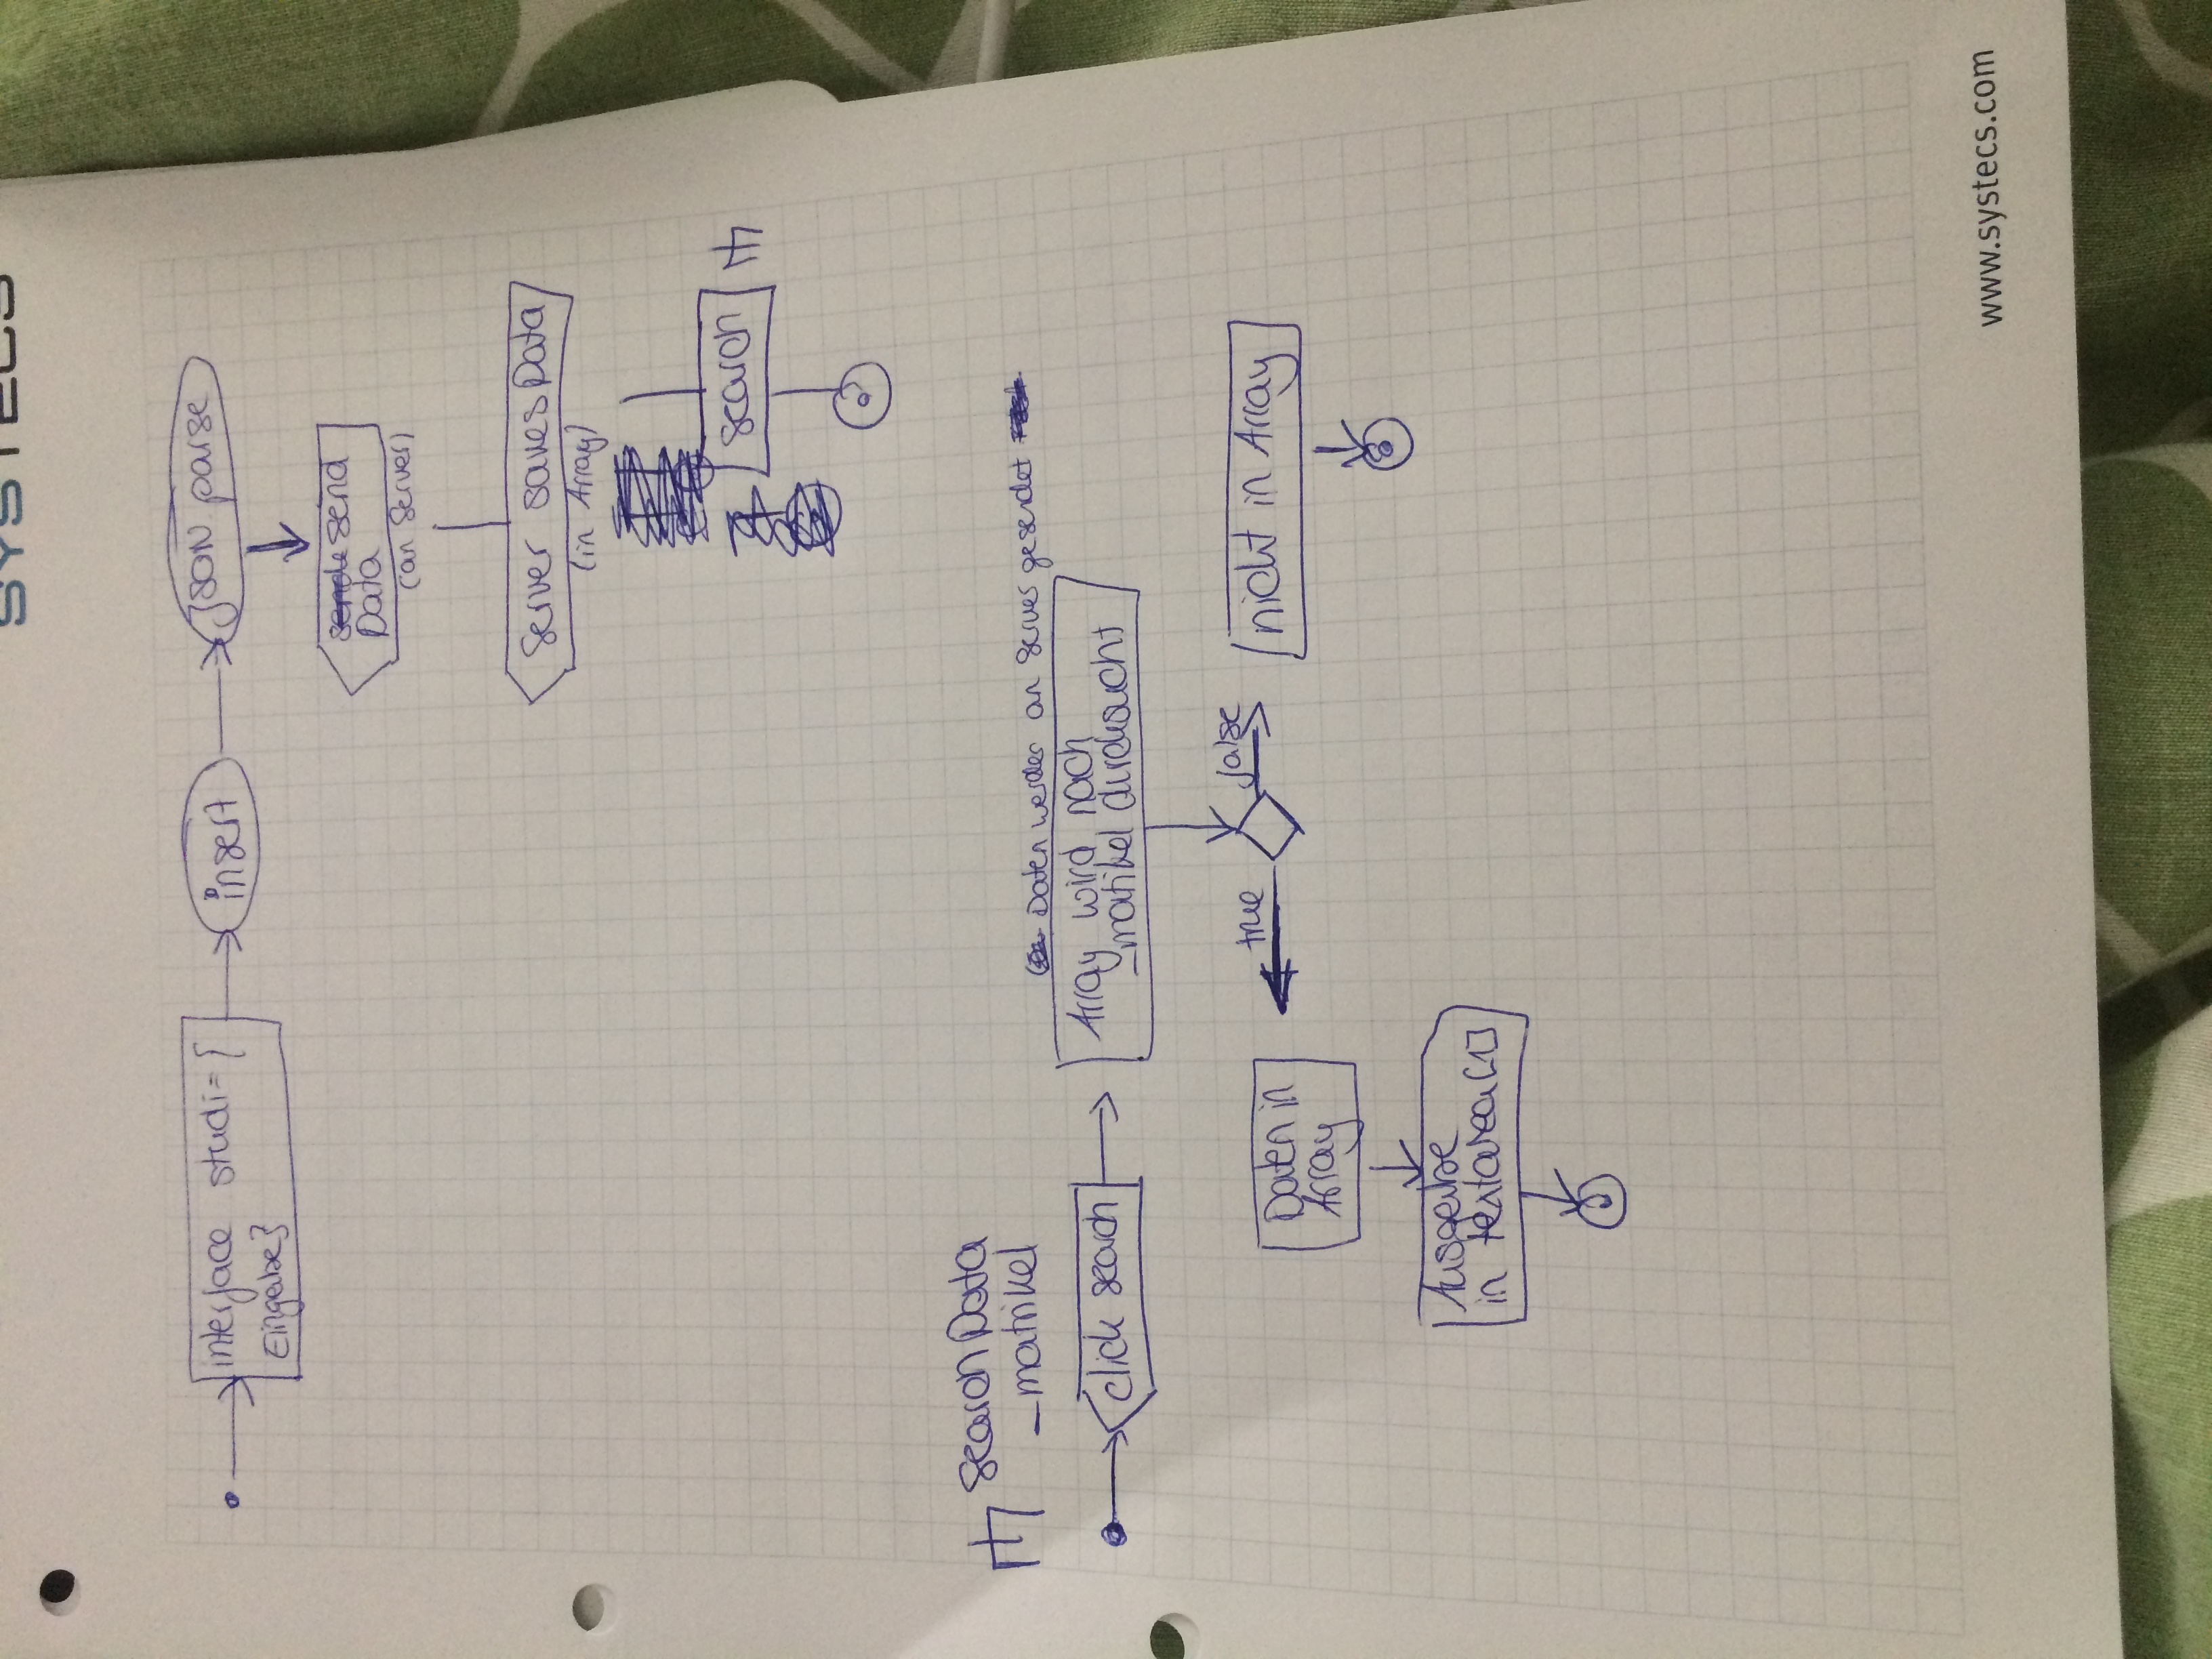 SYSTECS
interface studi={
Eingabe}
insert
JSON parse
send
Data
(an Server)
Server saves Data
(in Array)
search
search Data
_matrikel
Daten werden an Server gesendet
click search
Array wird nach
_matikel durchsucht
true
false
Daten in
Array
nicht in Array
Ausgabe
in textarea[1]
www.systecs.com